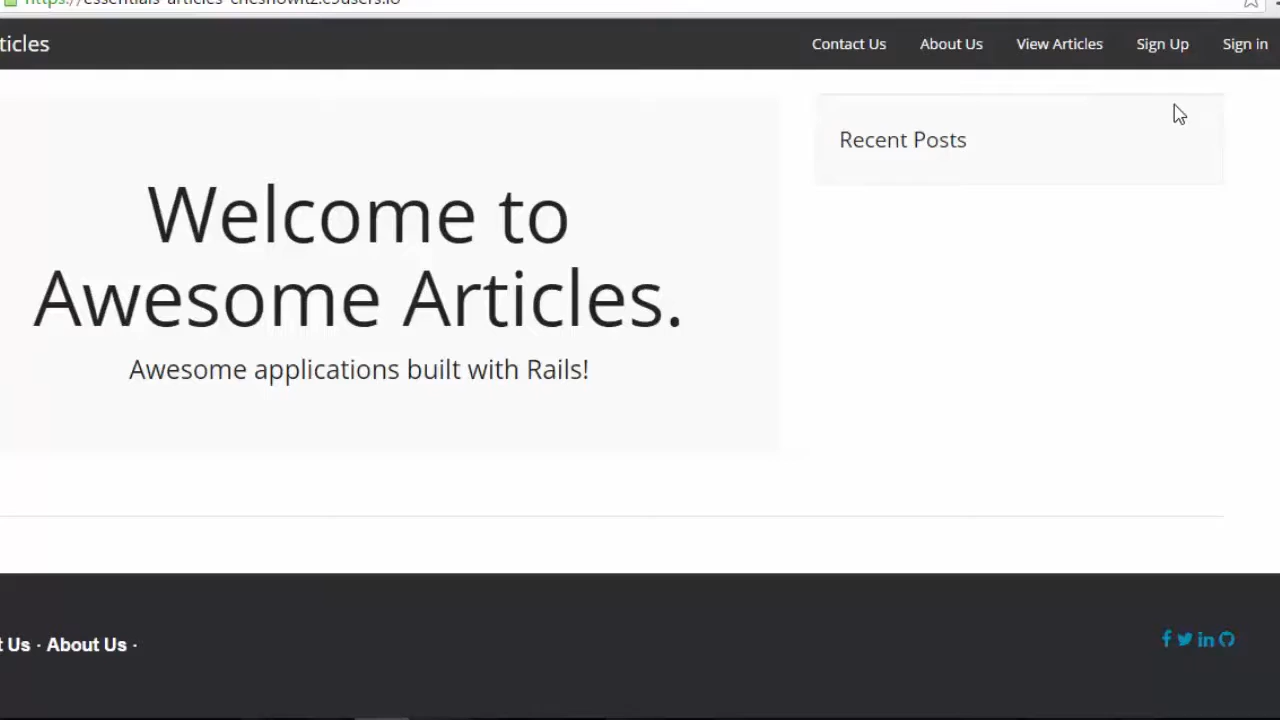 ticles
Contact Us
About Us
View Articles
Sign Up
Sign in
Recent Posts
Welcome to
Awesome Articles.
Awesome applications built with Rails!
t Us · About Us ·